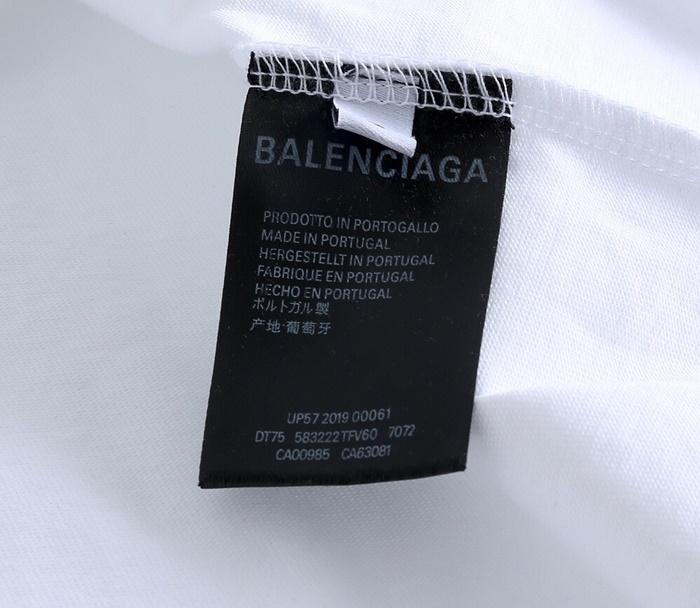 BALENCIAGA
PRODOTTO IN PORTOGALLO
MADE IN PORTUGAL
HERGESTELLT IN PORTUGAL
FABRIQUE EN PORTUGAL
HECHO EN PORTUGAL
ポルトガル製
产地·葡萄牙
UP57 2019 00061
DT75 583222TFV60 7072
CA00985 CA63081